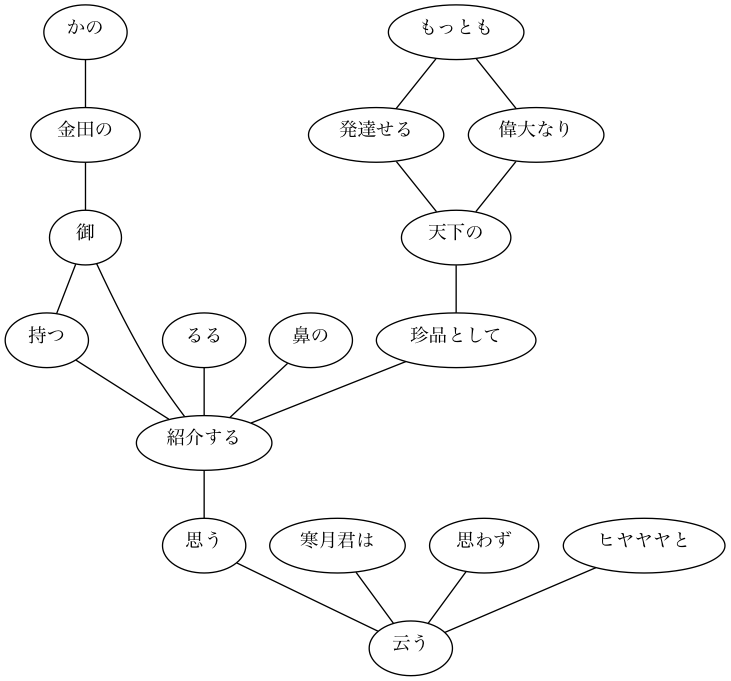 かの
もっとも
金田の
発達せる
偉大なり
御
天下の
持つ
るる
鼻の
珍品として
紹介する
思う
寒月君は
思わず
ヒヤヤヤと
云う